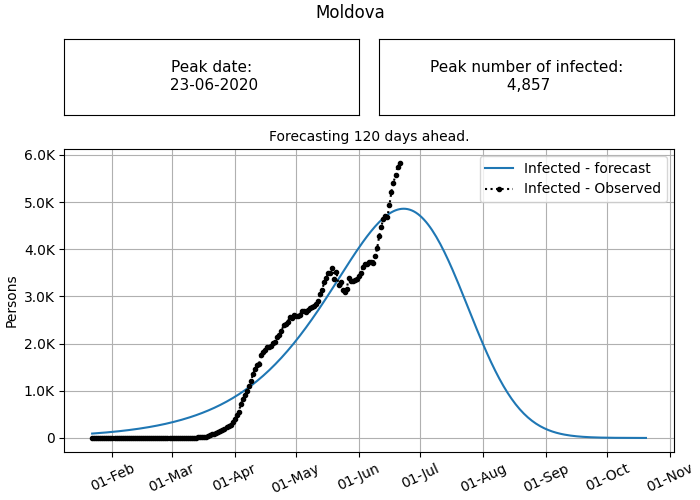 Moldova
Peak date:
23-06-2020
Peak number of infected:
4,857
Forecasting 120 days ahead.
6.0K
5.0K
4.0K
3.0K
2.0K
1.0K
0
Persons
Infected - forecast
Infected - Observed
01-Feb
01-Mar
01-Apr
01-May
01-Jun
01-Jul
01-Aug
01-Sep
01-Oct
01-Nov